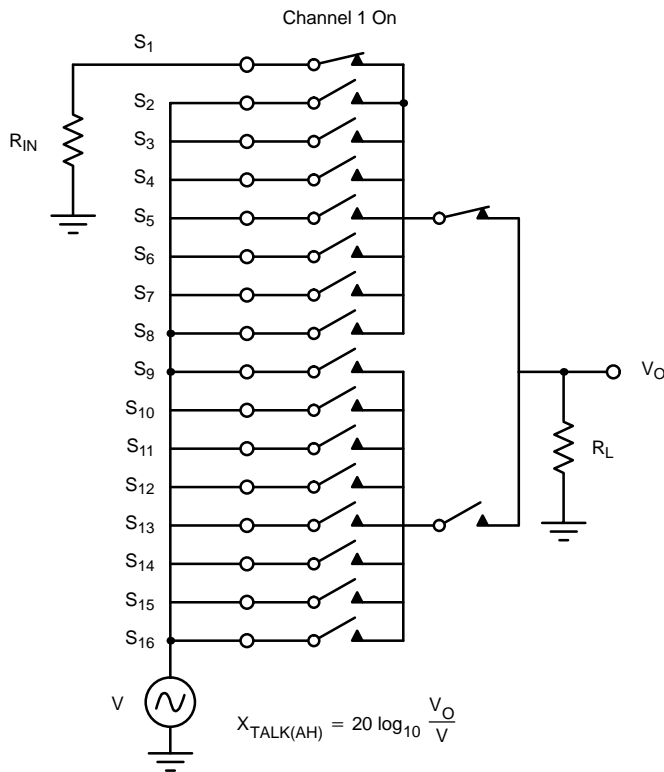 Channel 1 On
S1
S2
RIN
S3
S4
S5
S6
S7
S8
S9
VO
S10
S11
RL
S12
S13
S14
S15
S16
V
XTALK(AH) = 20 log10 VO/V